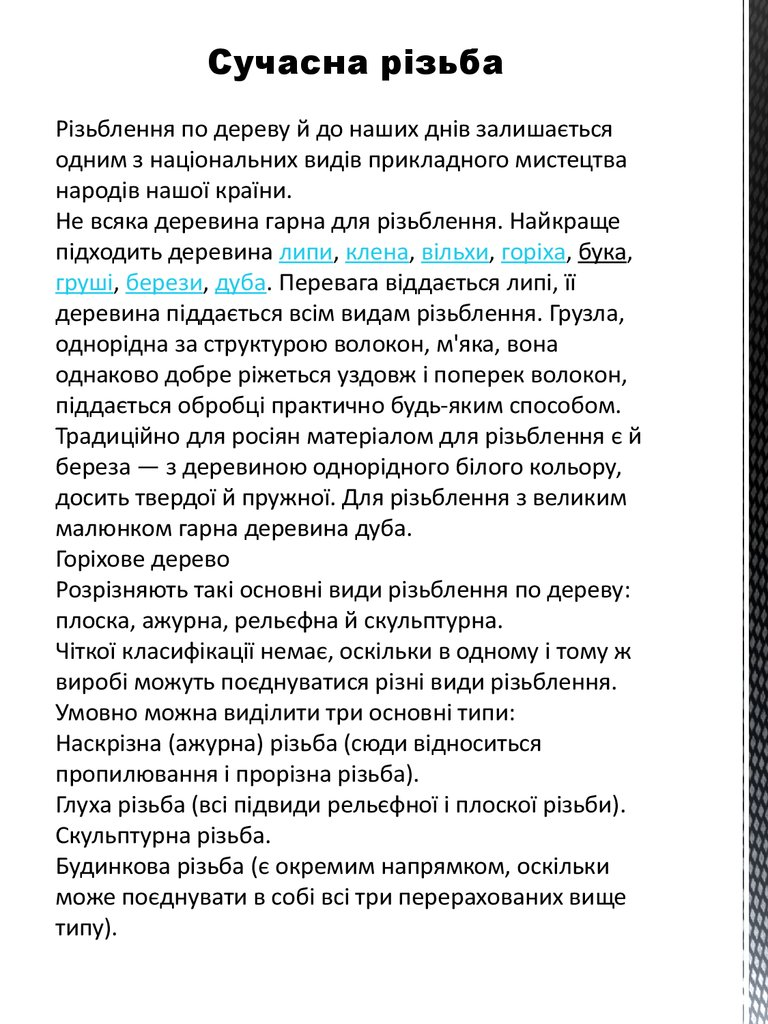 Сучасна різьба
Різьблення по дереву й до наших днів залишається
одним з національних видів прикладного мистецтва
народів нашої країни.
Не всяка деревина гарна для різьблення. Найкраще
підходить деревина липи, клена, вільхи, горіха, бука,
груші, берези, дуба. Перевага віддається липі, її
деревина піддається всім видам різьблення. Грузла,
однорідна за структурою волокон, м'яка, вона
однаково добре ріжеться уздовж і поперек волокон,
піддається обробці практично будь-яким способом.
Традиційно для росіян матеріалом для різьблення є й
береза — з деревиною однорідного білого кольору,
досить твердої й пружної. Для різьблення з великим
малюнком гарна деревина дуба.
Горіхове дерево
Розрізняють такі основні види різьблення по дереву:
плоска, ажурна, рельєфна й скульптурна.
Чіткої класифікації немає, оскільки в одному і тому ж
виробі можуть поєднуватися різні види різьблення.
Умовно можна виділити три основні типи:
Наскрізна (ажурна) різьба (сюди відноситься
пропилювання і прорізна різьба).
Глуха різьба (всі підвиди рельєфної і плоскої різьби).
Скульптурна різьба.
Будинкова різьба (є окремим напрямком, оскільки
може поєднувати в собі всі три перерахованих вище
типу).